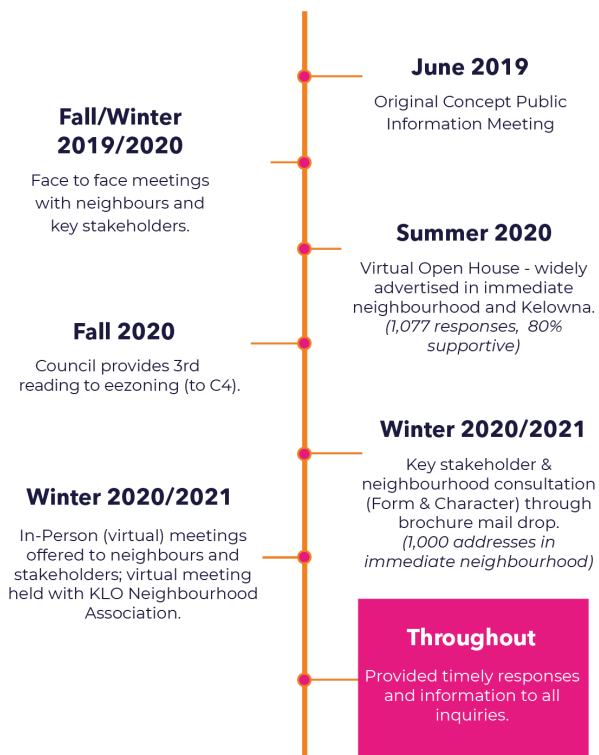 June 2019
Original Concept Public
Information Meeting
Fall/Winter
2019/2020
Face to face meetings
with neighbours and
key stakeholders.
Summer 2020
Virtual Open House - widely
advertised in immediate
neighbourhood and Kelowna.
(1,077 responses, 80%
supportive)
Fall 2020
Council provides 3rd
reading to eezoning (to C4).
Winter 2020/2021
Key stakeholder &
neighbourhood consultation
(Form & Character) through
brochure mail drop.
(1,000 addresses in
immediate neighbourhood)
Winter 2020/2021
In-Person (virtual) meetings
offered to neighbours and
stakeholders; virtual meeting
held with KLO Neighbourhood
Association.
Throughout
Provided timely responses
and information to all
inquiries.